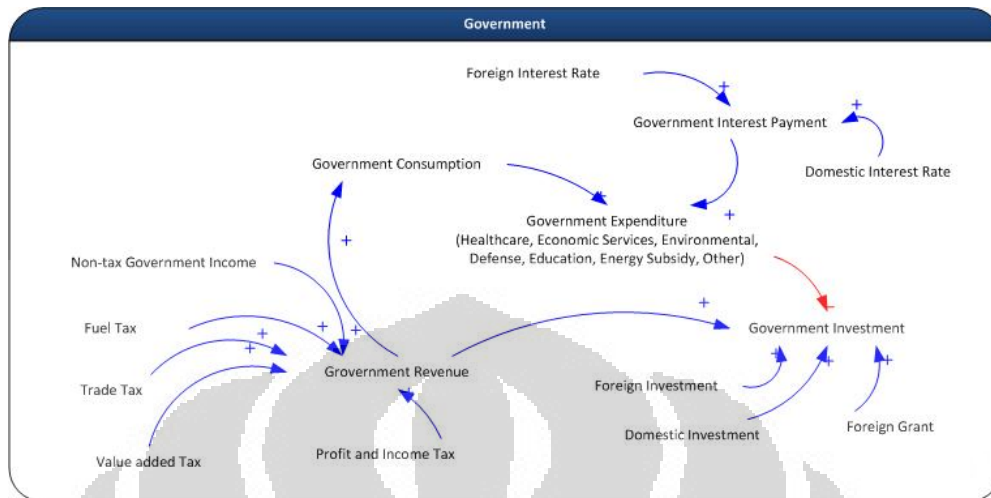 Government
Foreign Interest Rate
+
+
Government Interest Payment
Government Consumption
Domestic Interest Rate
+
+
Government Expenditure
(Healthcare, Economic Services, Environmental,
Defense, Education, Energy Subsidy, Other)
+
Non-tax Government Income
+
−
Fuel Tax
+
+
+
+
Government Investment
+
+
+
Grovernment Revenue
Trade Tax
Foreign Investment
+
Foreign Grant
Domestic Investment
Value added Tax
Profit and Income Tax